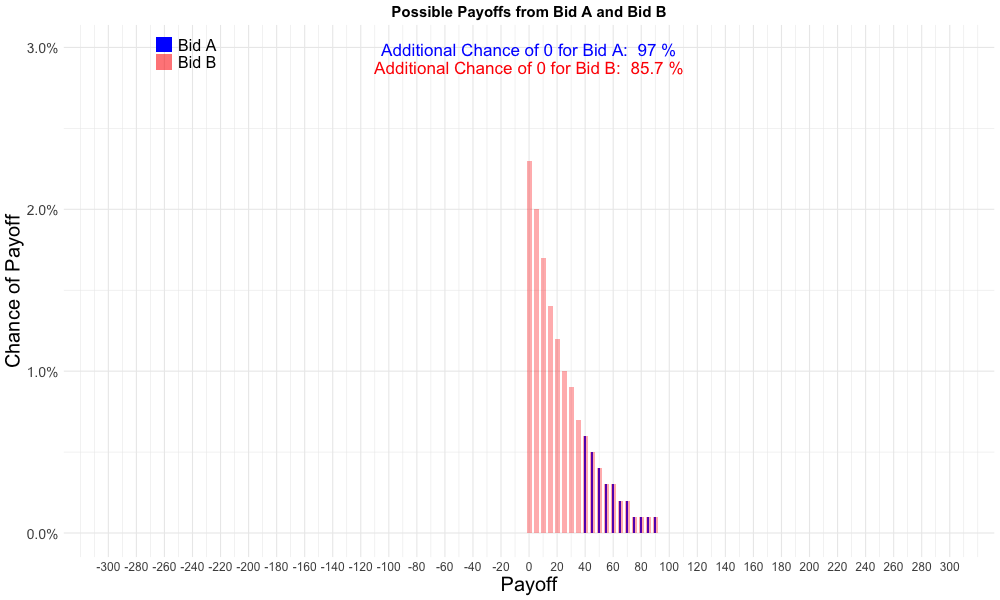 Possible Payoffs from Bid A and Bid B
Bid A
Bid B
Additional Chance of 0 for Bid A:  97 %
Additional Chance of 0 for Bid B:  85.7 %
Chance of Payoff
3.0%
2.0%
1.0%
0.0%
-300 -280 -260 -240 -220 -200 -180 -160 -140 -120 -100 -80 -60 -40 -20 0 20 40 60 80 100 120 140 160 180 200 220 240 260 280 300
Payoff